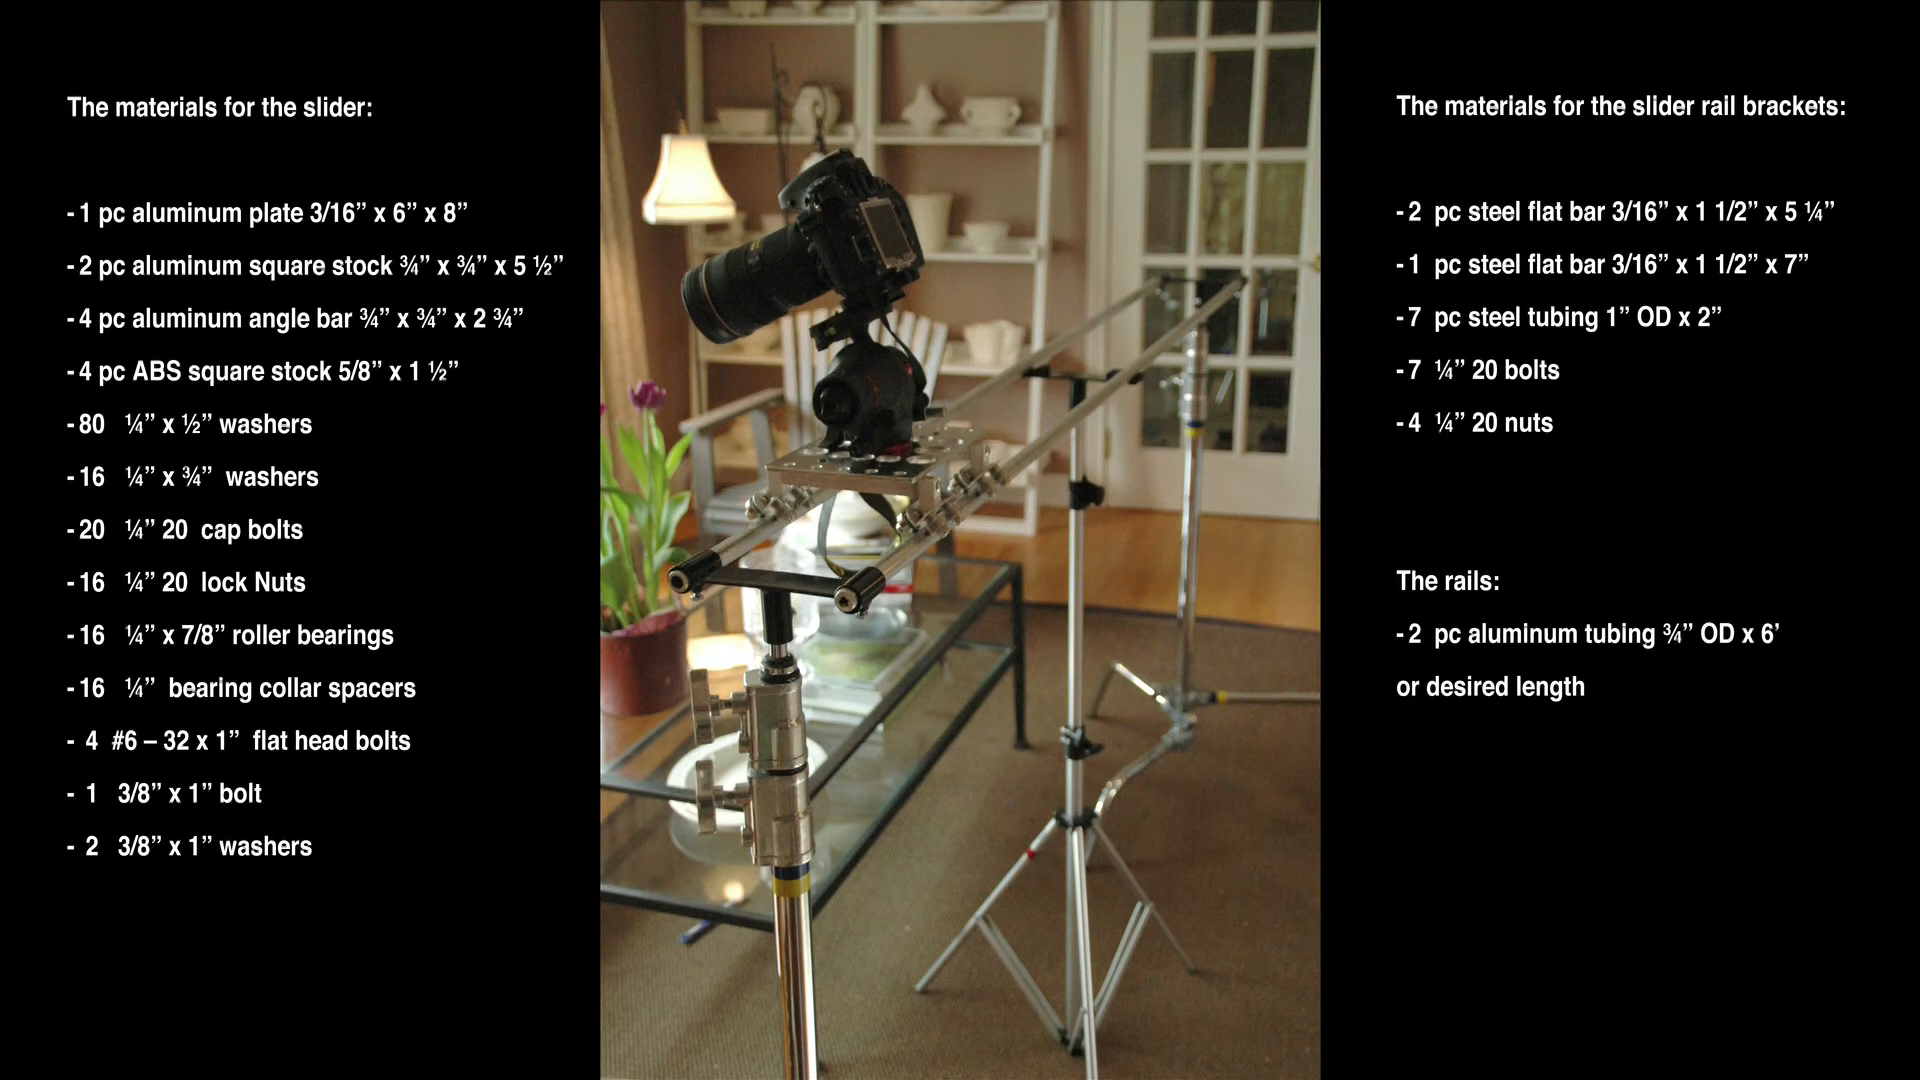 The materials for the slider:
- 1 pc aluminum plate 3/16” x 6” x 8”
- 2 pc aluminum square stock ¾” x ¾” x 5 ½”
- 4 pc aluminum angle bar ¾” x ¾” x 2 ¾”
- 4 pc ABS square stock 5/8” x 1 ½”
- 80 ¼” x ½” washers
- 16 ¼” x ¾” washers
- 20 ¼” 20 cap bolts
- 16 ¼” 20 lock Nuts
- 16 ¼” x 7/8” roller bearings
- 16 ¼” bearing collar spacers
- 4 #6 – 32 x 1” flat head bolts
- 1 3/8” x 1” bolt
- 2 3/8” x 1” washers
The materials for the slider rail brackets:
- 2 pc steel flat bar 3/16” x 1 1/2” x 5 ¼”
- 1 pc steel flat bar 3/16” x 1 1/2” x 7”
- 7 pc steel tubing 1” OD x 2”
- 7 ¼” 20 bolts
- 4 ¼” 20 nuts
The rails:
- 2 pc aluminum tubing ¾” OD x 6’
or desired length